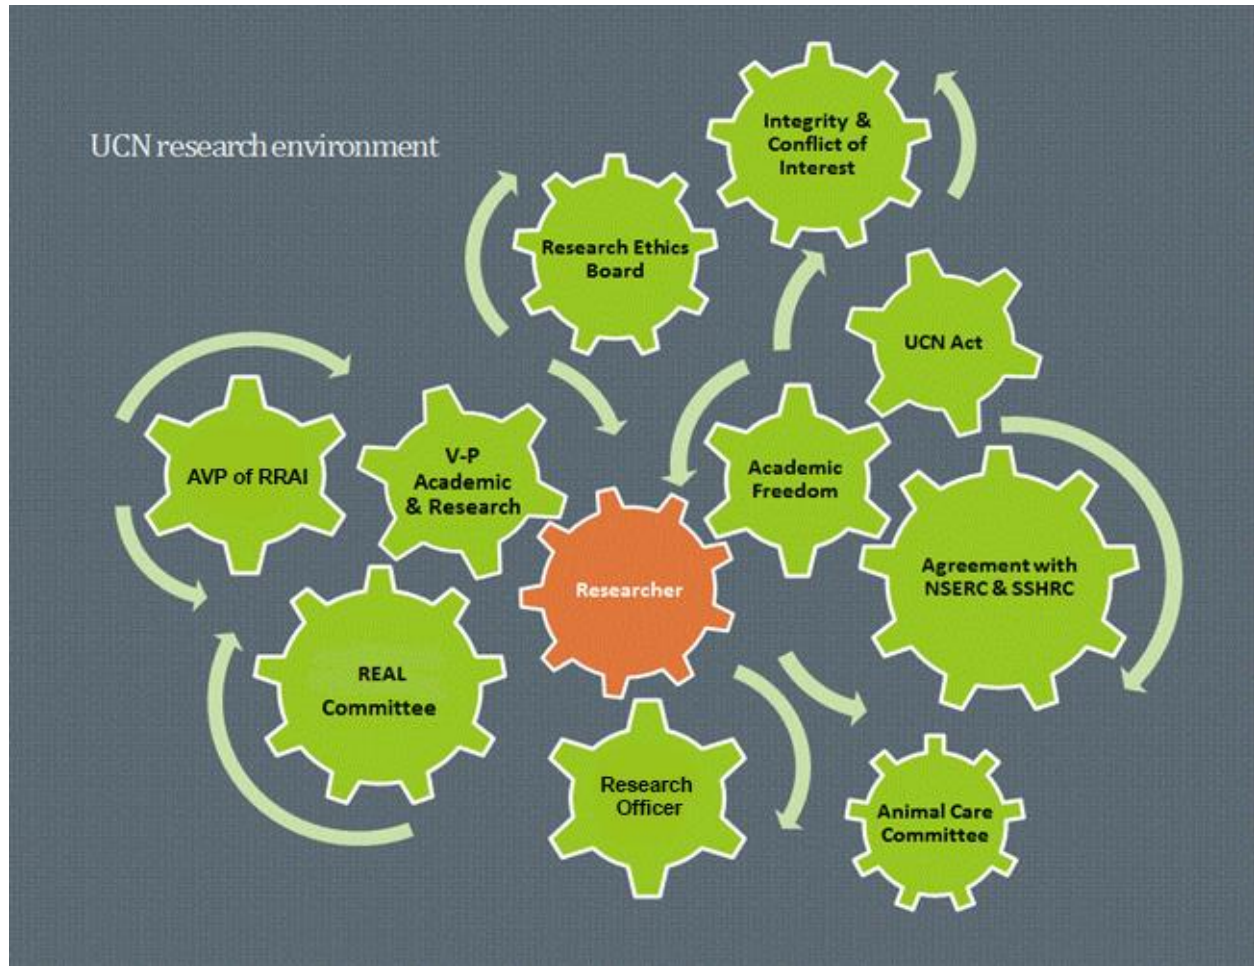 UCN research environment
Integrity &
Conflict of
Interest
Research Ethics
Board
UCN Act
AVP of RRAI
V-P
Academic
& Research
Academic
Freedom
Researcher
Agreement with
NSERC & SSHRC
REAL
Committee
Research
Officer
Animal Care
Committee